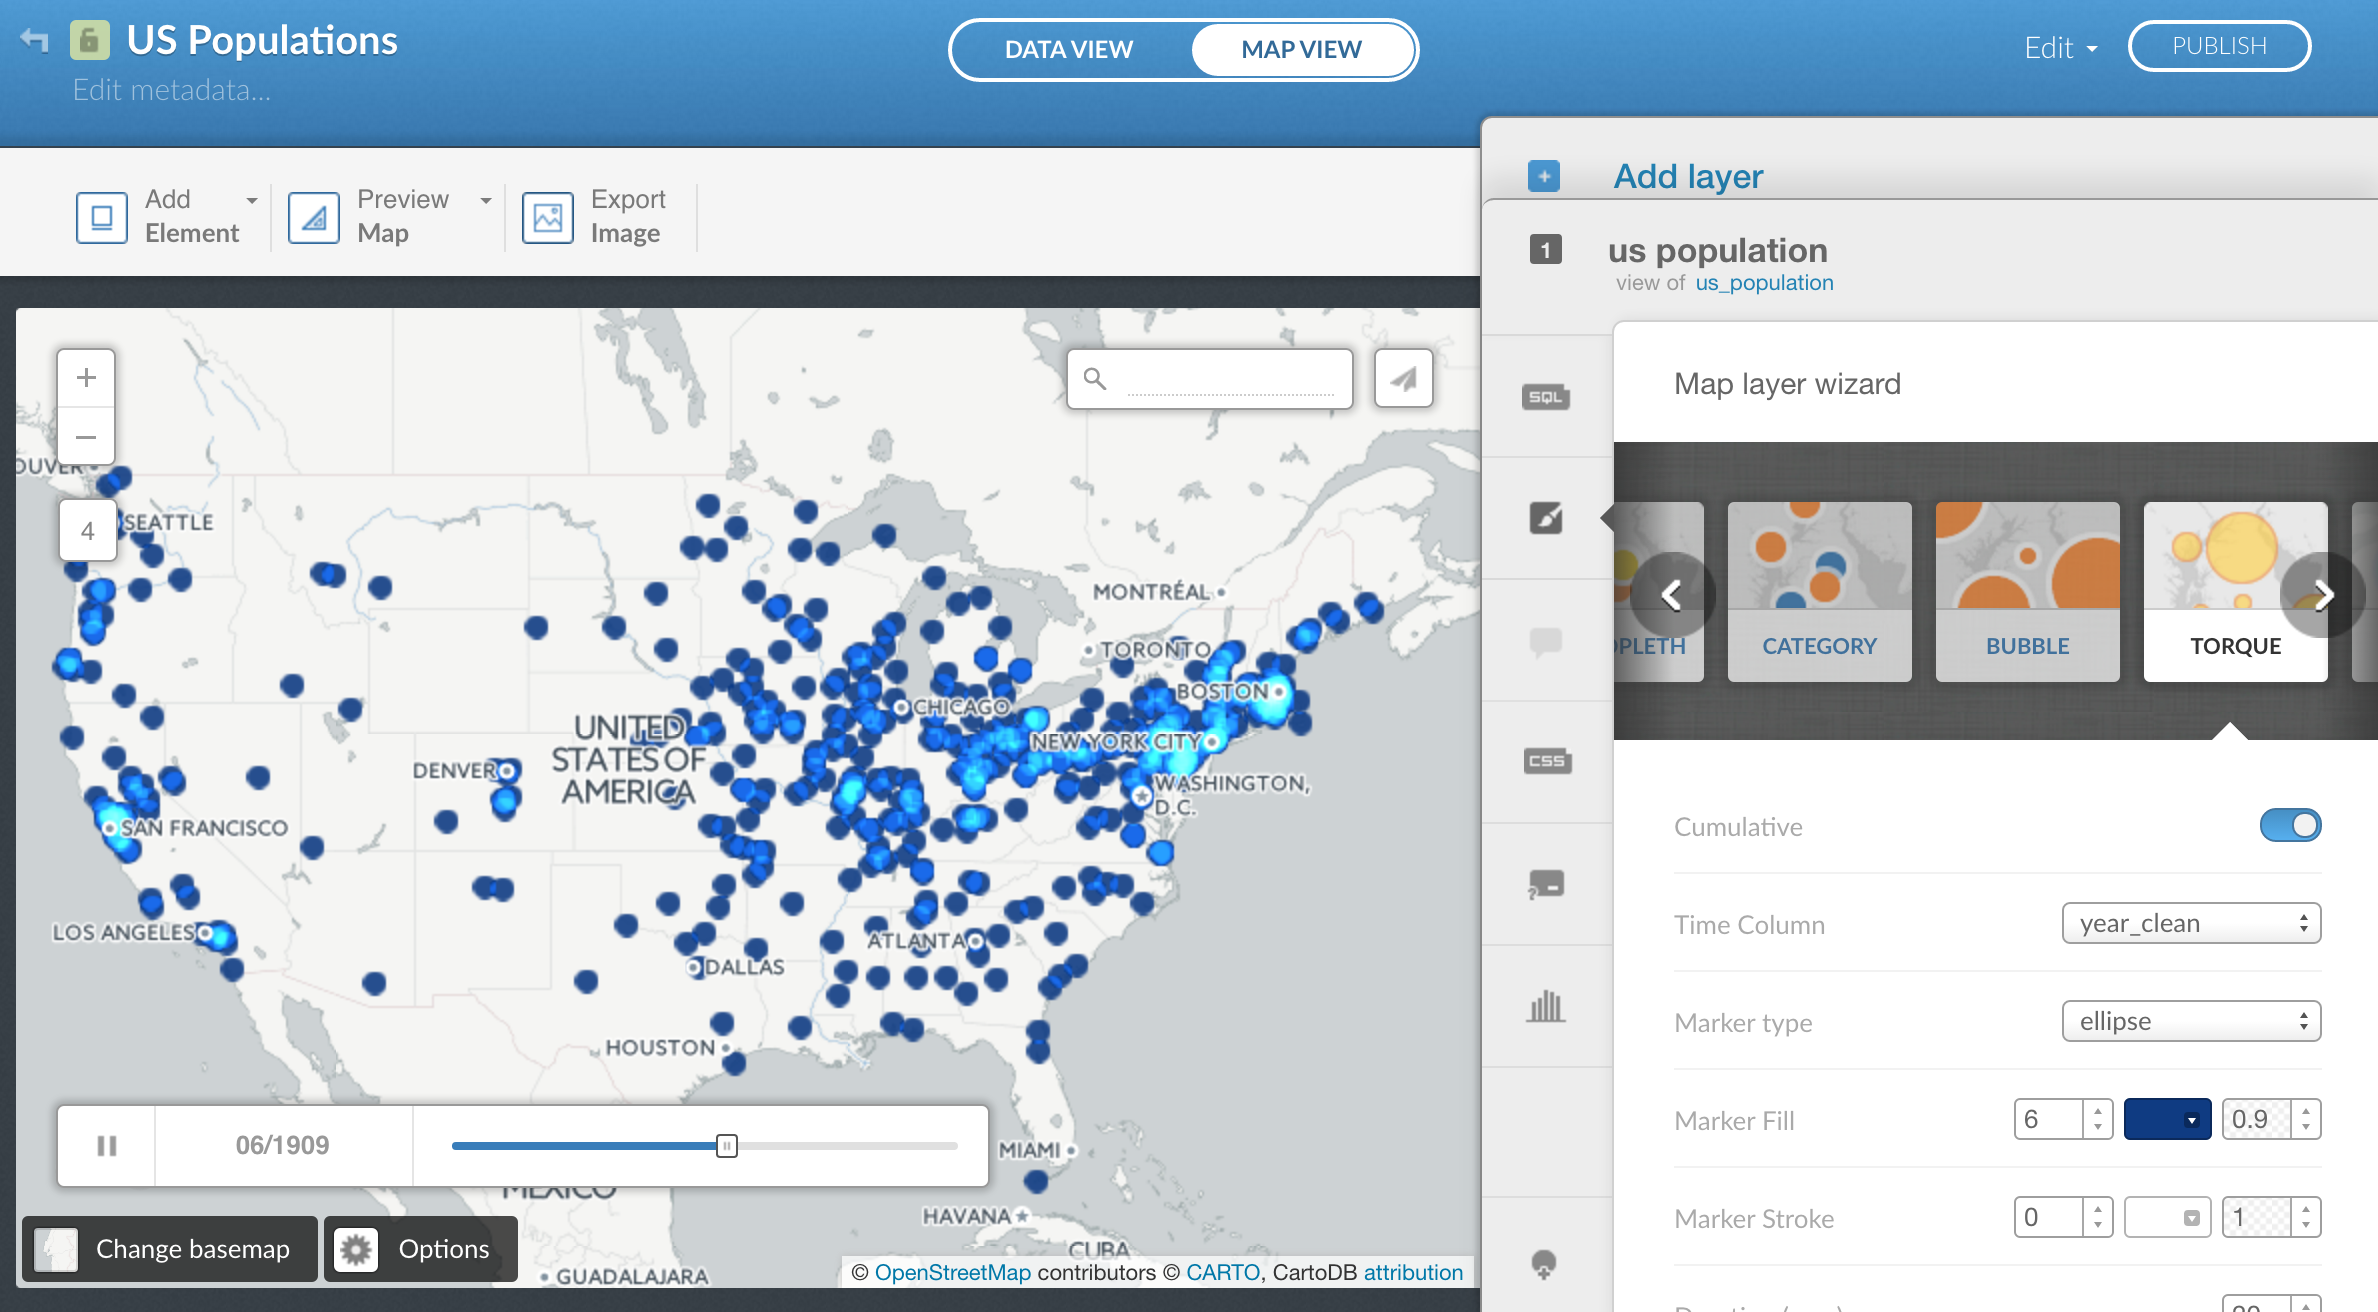 US Populations
Edit metadata...
DATA VIEW
MAP VIEW
Edit
PUBLISH
Add
Element
Preview
Map
Export
Image
Add layer
1
us population
view of us_population
SQL
CSS
?
Map layer wizard
PLETH
CATEGORY
BUBBLE
TORQUE
Cumulative
Time Column
year_clean
Marker type
ellipse
Marker Fill
6
0.9
Marker Stroke
0
1
+
−
4
OUVER
SEATTLE
MONTRÉAL
TORONTO
BOSTON
CHICAGO
NEW YORK CITY
UNITED
STATES OF
AMERICA
DENVER
WASHINGTON,
D.C.
SAN FRANCISCO
LOS ANGELES
ATLANTA
DALLAS
HOUSTON
06/1909
MIAMI
MEXICO
HAVANA
CUBA
GUADALAJARA
Change basemap
Options
© OpenStreetMap contributors © CARTO, CartoDB attribution